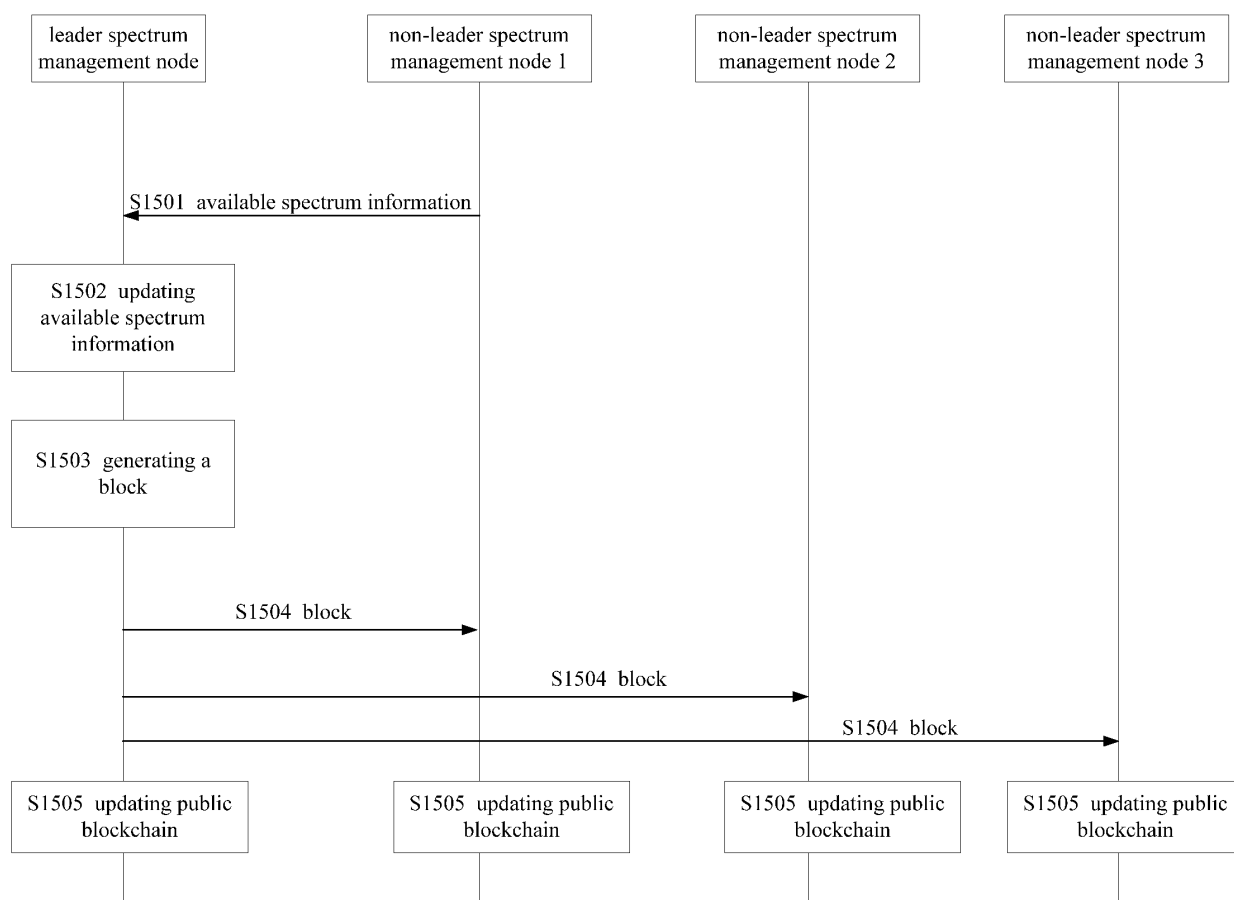 leader spectrum
management node
non-leader spectrum
management node 1
non-leader spectrum
management node 2
non-leader spectrum
management node 3
S1501 available spectrum information
S1502 updating
available spectrum
information
S1503 generating a
block
S1504 block
S1504 block
S1504 block
S1505 updating public
blockchain
S1505 updating public
blockchain
S1505 updating public
blockchain
S1505 updating public
blockchain